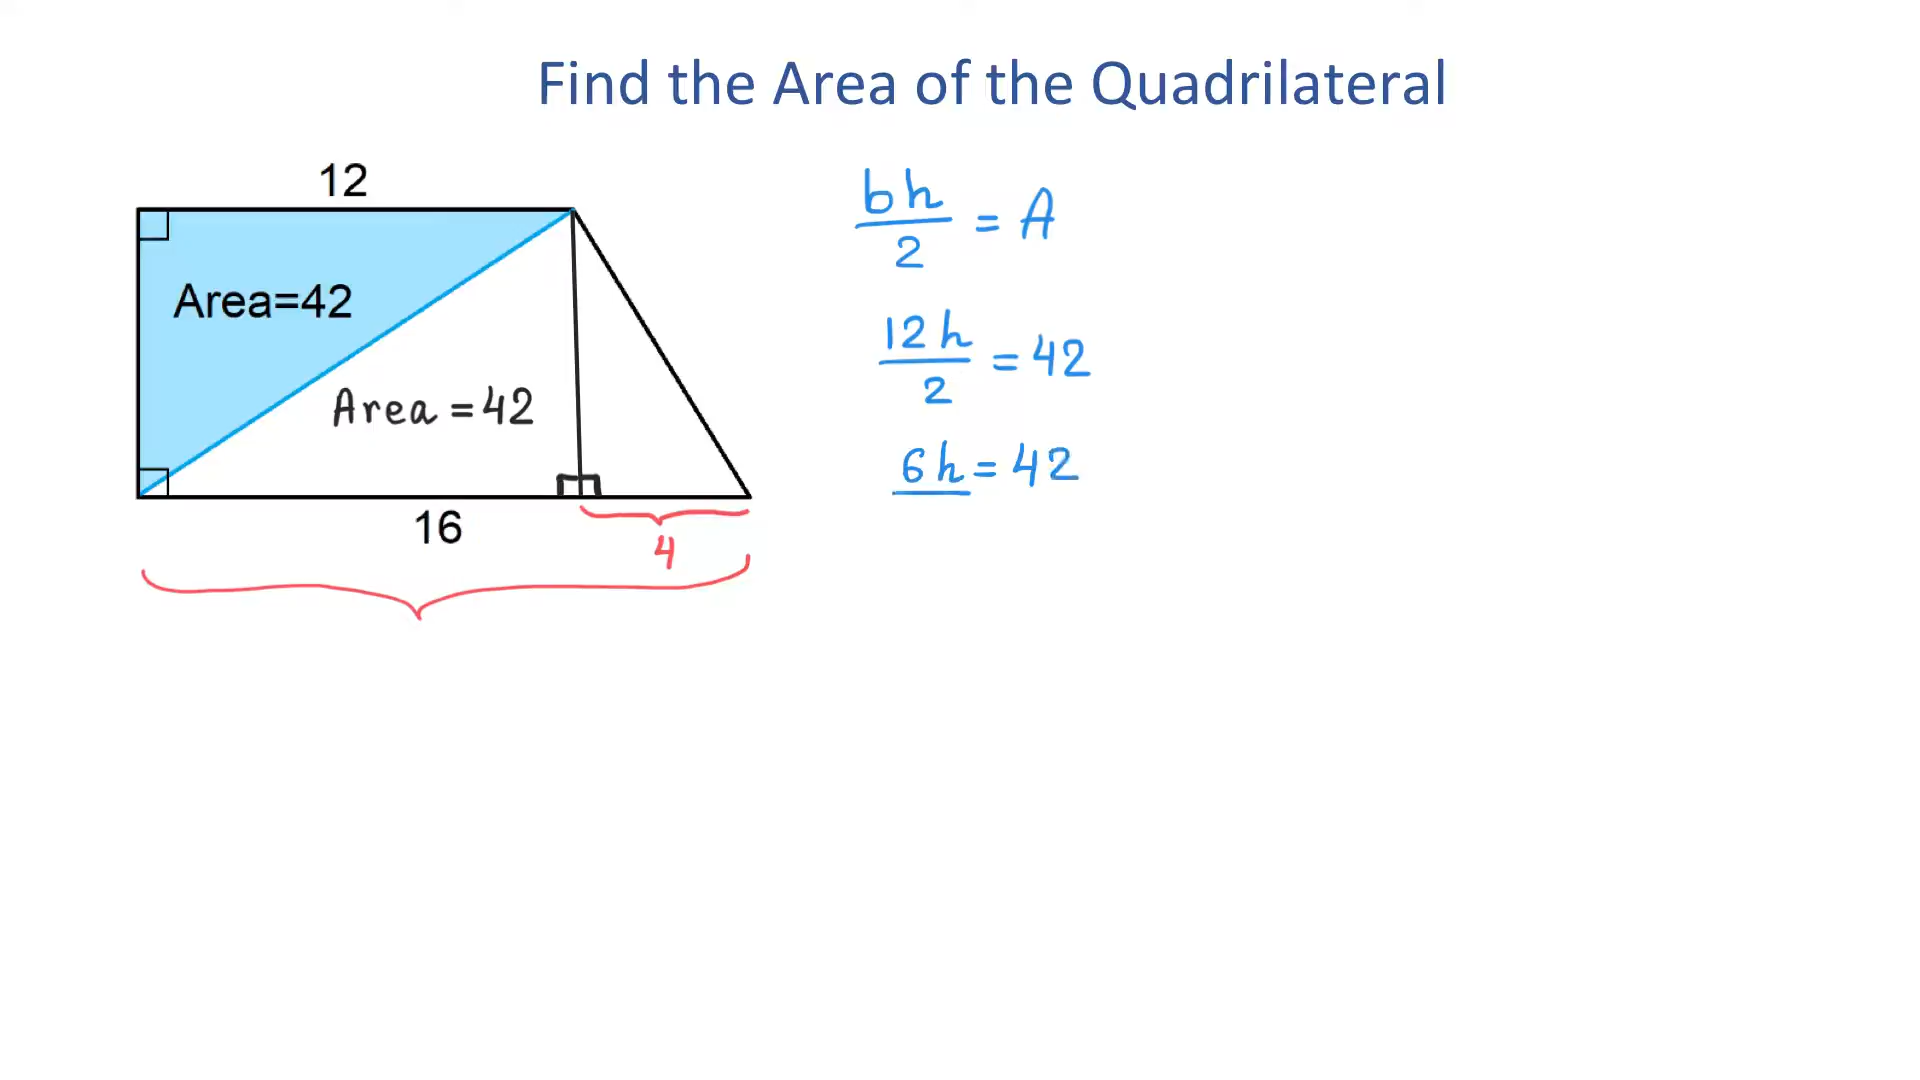 Find the Area of the Quadrilateral
12
Area=42
Area = 42
16
4
bh/2 = A
12h/2 = 42
6h = 42